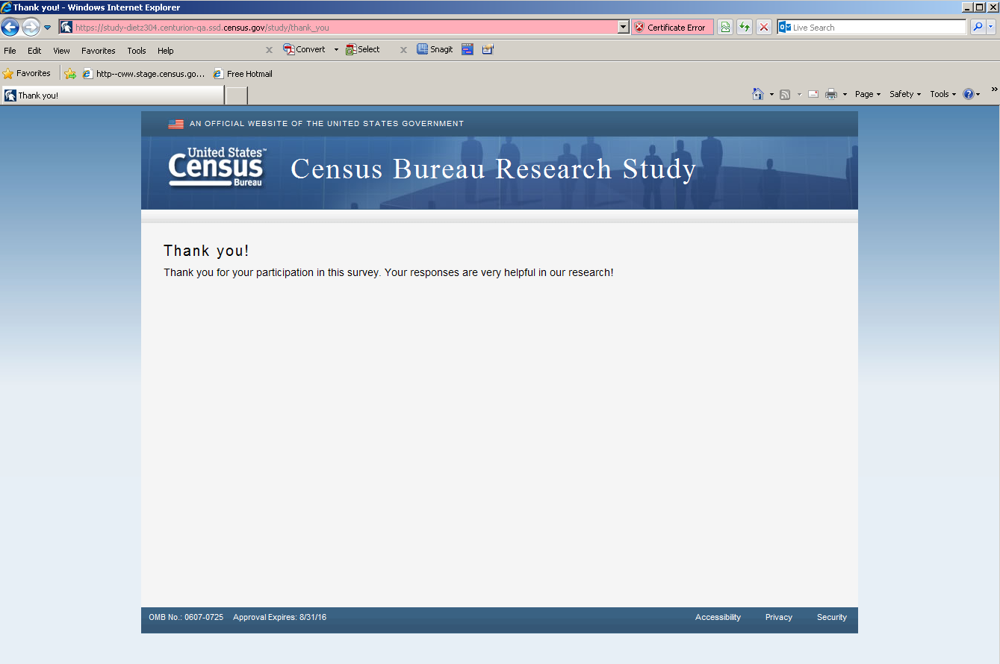 Thank you! - Windows Internet Explorer
https://study-dietz304.centurion-qa.ssd.census.gov/study/thank_you
Certificate Error
Live Search
File Edit View Favorites Tools Help
Convert Select
Snagit
Favorites
http--cww.stage.census.go...
Free Hotmail
Thank you!
Page Safety Tools
AN OFFICIAL WEBSITE OF THE UNITED STATES GOVERNMENT
United States™
Census
Bureau
Census Bureau Research Study
Thank you!
Thank you for your participation in this survey. Your responses are very helpful in our research!
OMB No.: 0607-0725 Approval Expires: 8/31/16
Accessibility Privacy Security